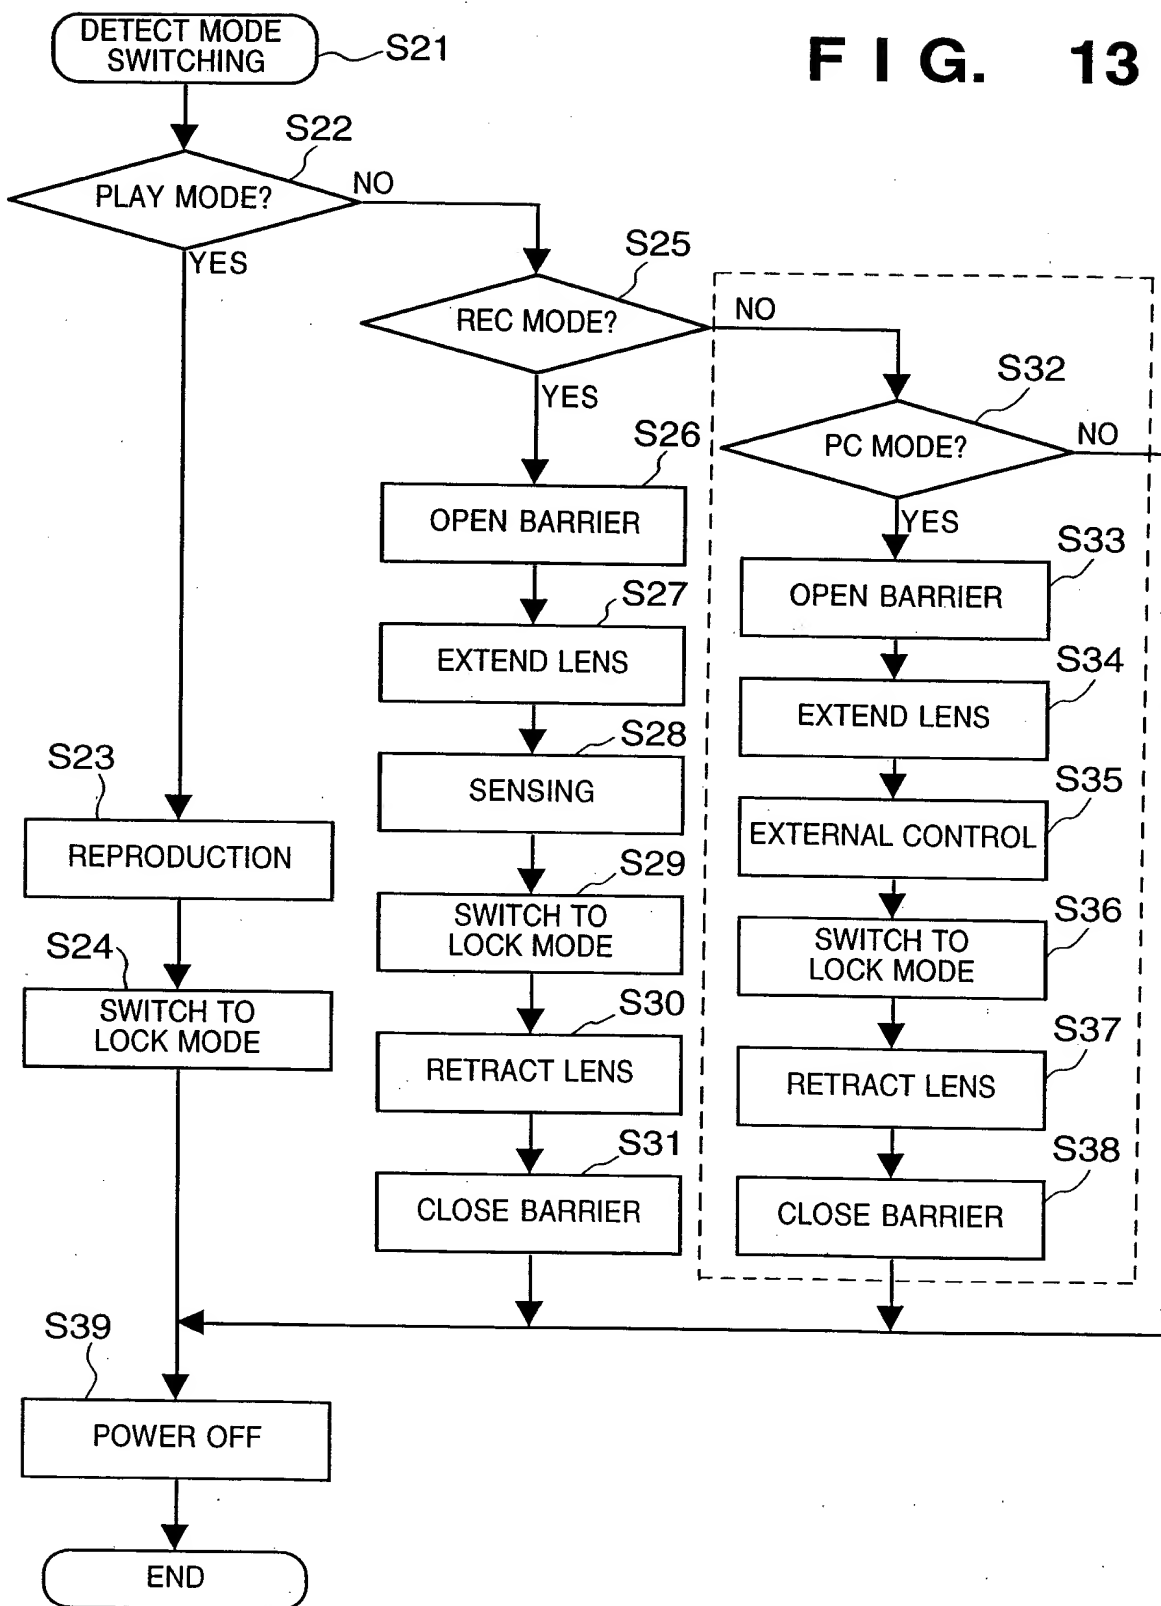 FIG. 13
DETECT MODE
SWITCHING
S21
S22
PLAY MODE?
NO
YES
S25
REC MODE?
NO
YES
S32
PC MODE?
NO
YES
S26
OPEN BARRIER
S27
EXTEND LENS
S28
SENSING
S29
SWITCH TO
LOCK MODE
S30
RETRACT LENS
S31
CLOSE BARRIER
S33
OPEN BARRIER
S34
EXTEND LENS
S35
EXTERNAL CONTROL
S36
SWITCH TO
LOCK MODE
S37
RETRACT LENS
S38
CLOSE BARRIER
S23
REPRODUCTION
S24
SWITCH TO
LOCK MODE
S39
POWER OFF
END